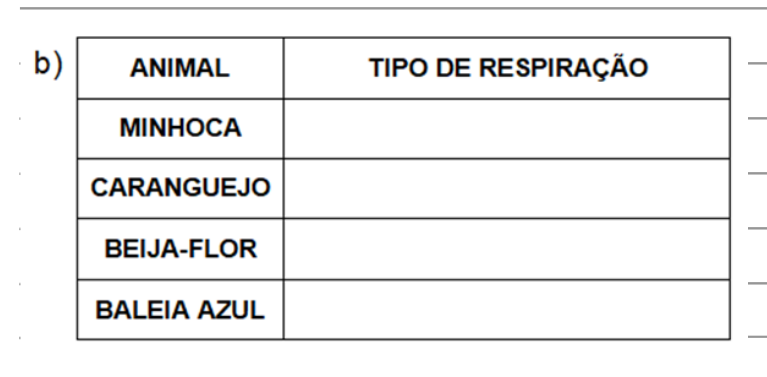 b)
ANIMAL TIPO DE RESPIRAÇÃO
MINHOCA
CARANGUEJO
BEIJA-FLOR
BALEIA AZUL